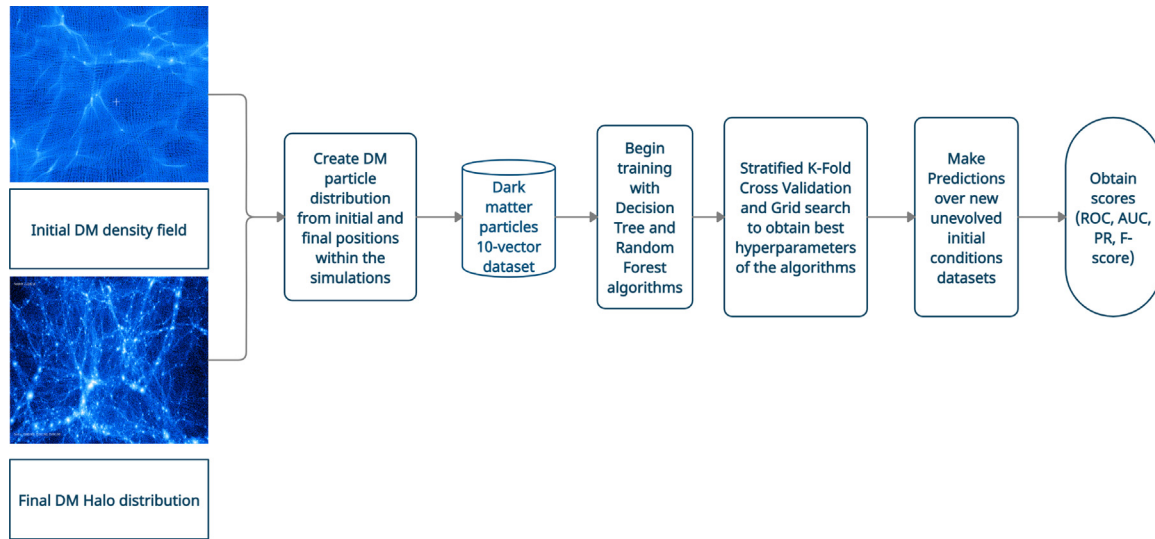 Initial DM density field
Final DM Halo distribution
Create DM
particle
distribution
from initial and
final positions
within the
simulations
Dark
matter
particles
10-vector
dataset
Begin
training
with
Decision
Tree and
Random
Forest
algorithms
Stratified K-Fold
Cross Validation
and Grid search
to obtain best
hyperparameters
of the algorithms
Make
Predictions
over new
unevolved
initial
conditions
datasets
Obtain
scores
(ROC, AUC,
PR, F-
score)